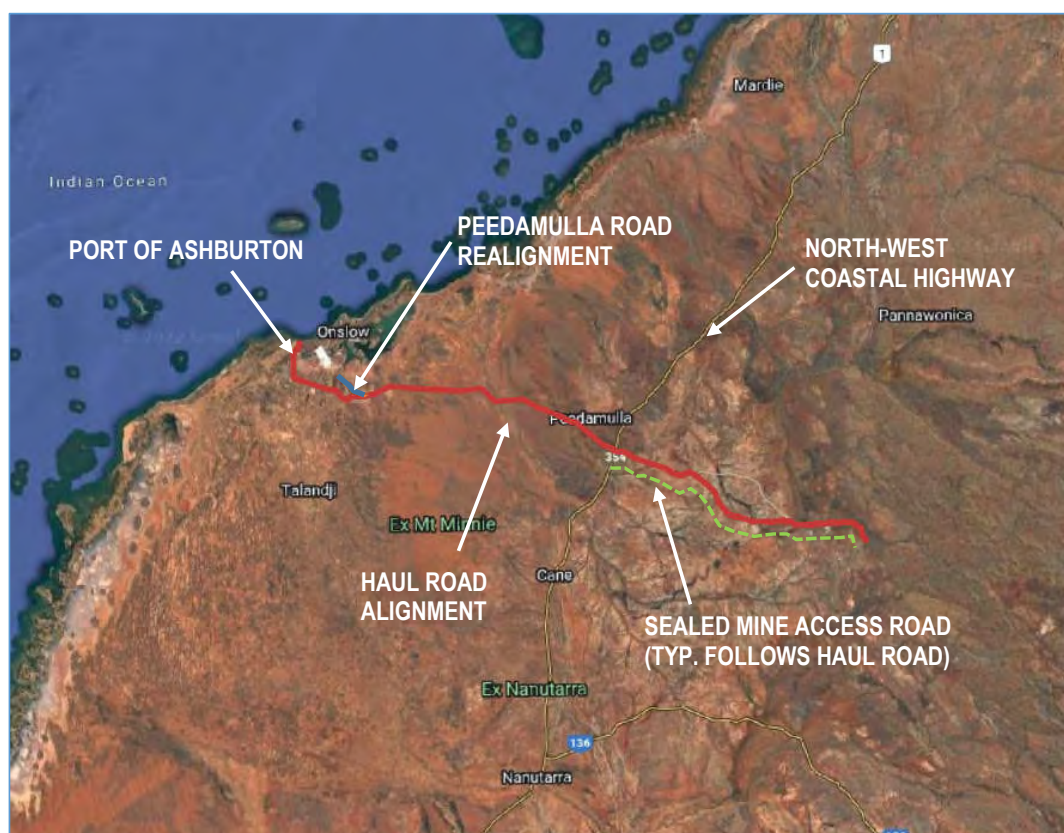 1
Mardie
Indian Ocean
PEEDAMULLA ROAD
REALIGNMENT
PORT OF ASHBURTON
NORTH-WEST
COASTAL HIGHWAY
Pannawonica
Onslow
Peedamulla
354
Talandji
Ex Mt Minnie
Cane
HAUL ROAD
ALIGNMENT
SEALED MINE ACCESS ROAD
(TYP. FOLLOWS HAUL ROAD)
Ex Nanutarra
136
Nanutarra